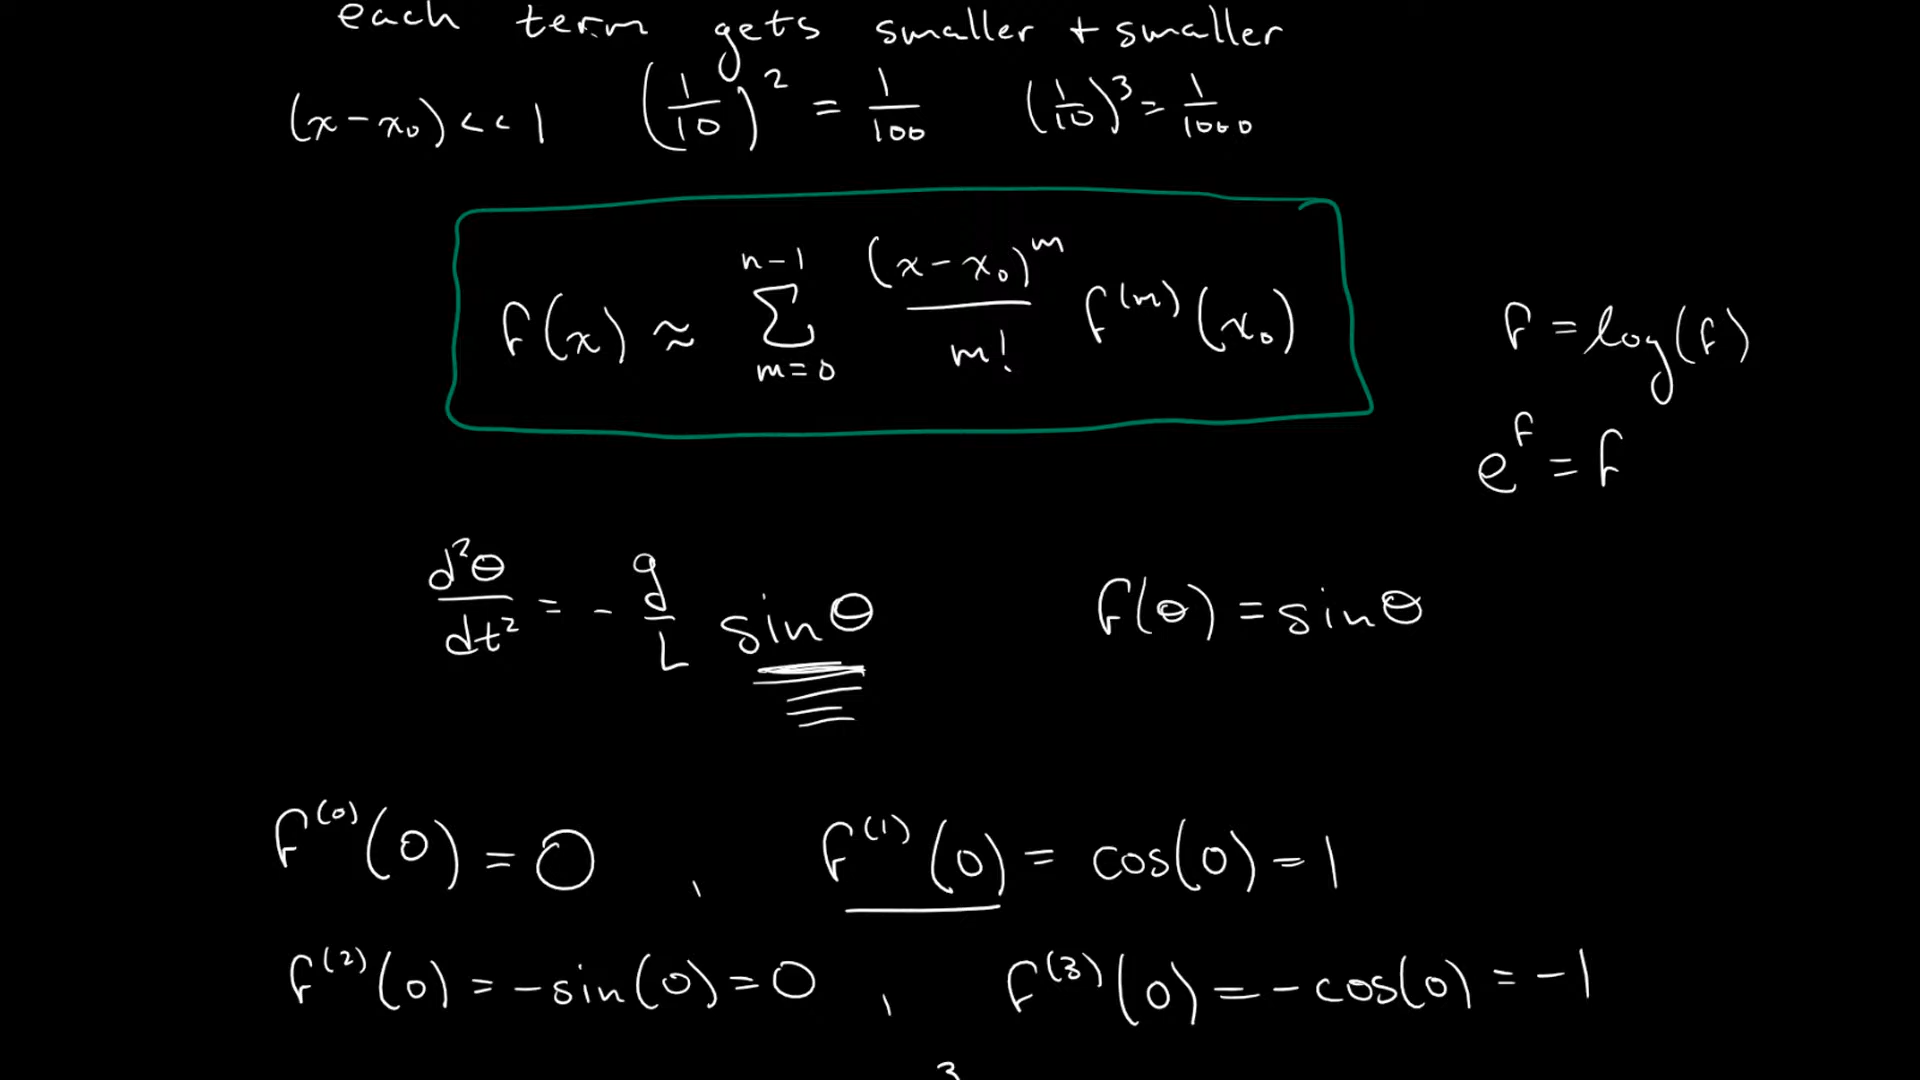 each term gets smaller + smaller
(x-x₀) << 1 (1/10)² = 1/100 (1/10)³ = 1/1000
f(x) ≈ ∑_{m=0}^{n-1} (x-x₀)^m / m! f^(m)(x₀)
f = log(f)
e^f = f
d²θ/dt² = - g/L sinθ f(θ) = sinθ
f^(0)(0) = 0 , f^(1)(0) = cos(0) = 1
f^(2)(0) = -sin(0) = 0 , f^(3)(0) = -cos(0) = -1
3